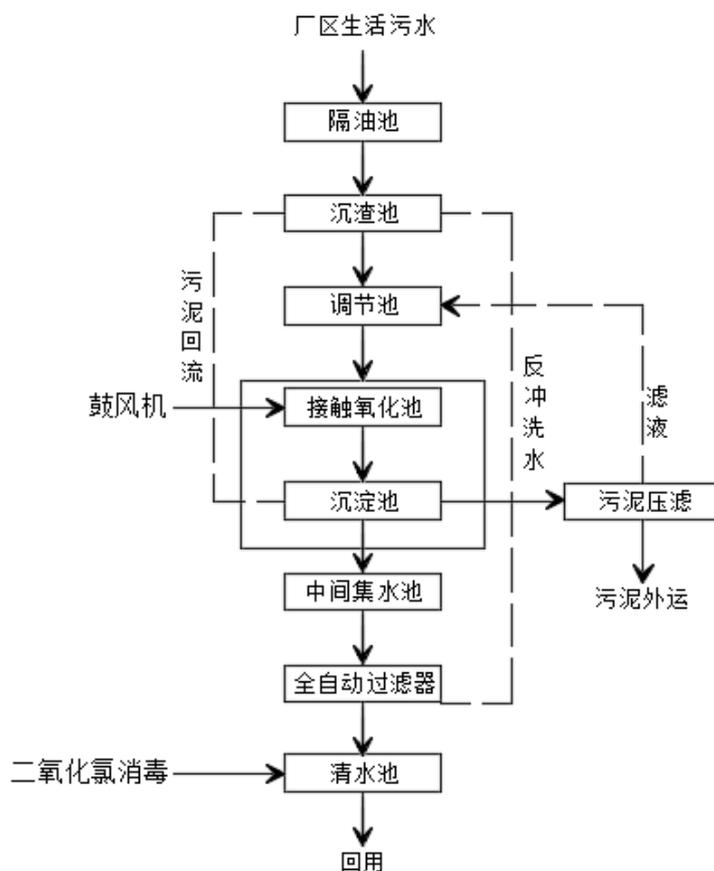 厂区生活污水
隔油池
沉渣池
污泥回流
调节池
反冲洗水
滤液
鼓风机
接触氧化池
沉淀池
污泥压滤
中间集水池
污泥外运
全自动过滤器
二氧化氯消毒
清水池
回用